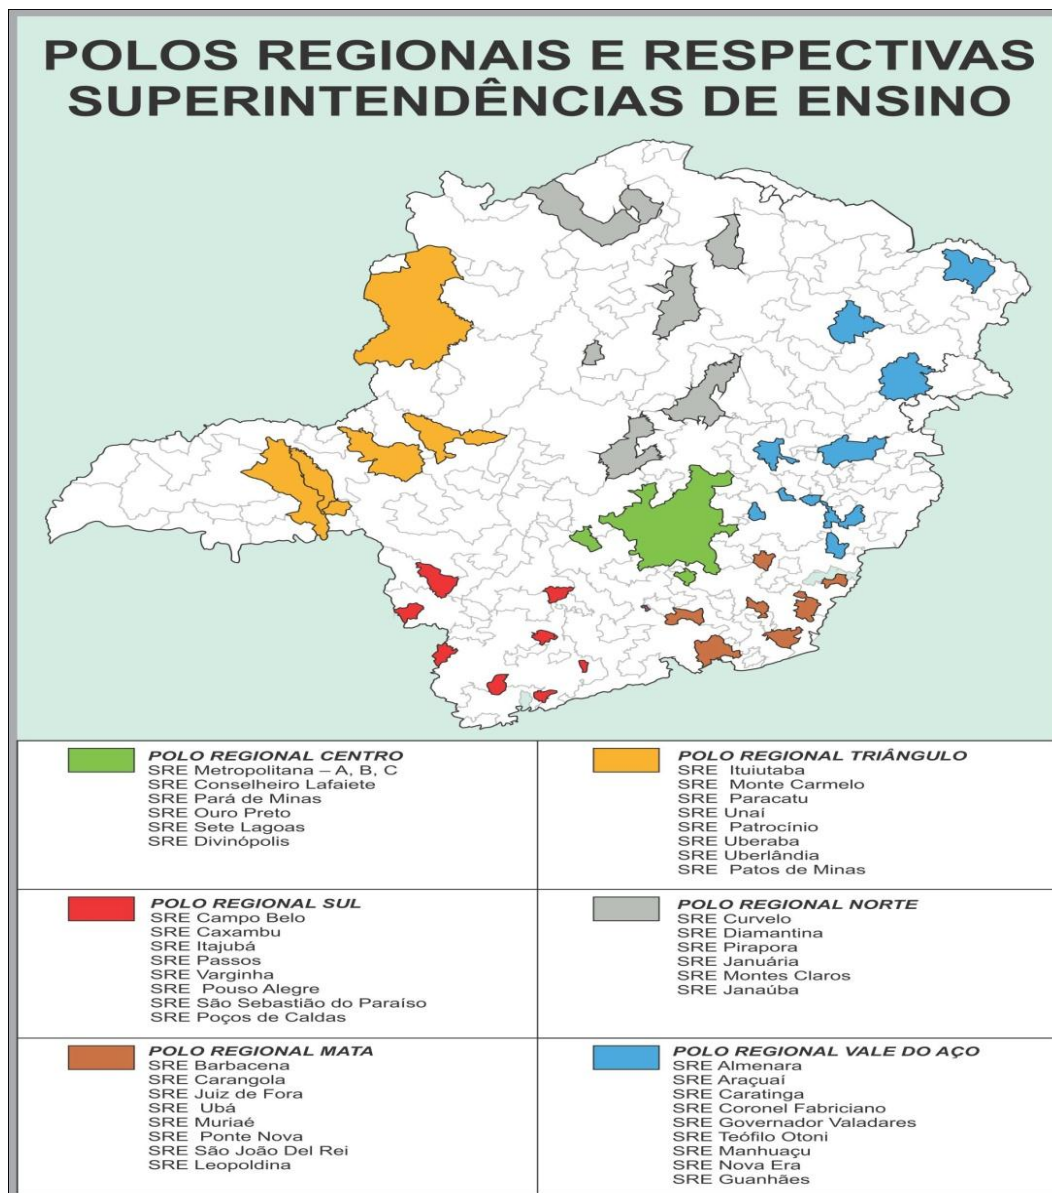 POLOS REGIONAIS E RESPECTIVAS
SUPERINTENDÊNCIAS DE ENSINO
POLO REGIONAL CENTRO
SRE Metropolitana – A, B, C
SRE Conselheiro Lafaiete
SRE Pará de Minas
SRE Ouro Preto
SRE Sete Lagoas
SRE Divinópolis
POLO REGIONAL TRIÂNGULO
SRE Ituiutaba
SRE Monte Carmelo
SRE Paracatu
SRE Unaí
SRE Patrocínio
SRE Uberaba
SRE Uberlândia
SRE Patos de Minas
POLO REGIONAL SUL
SRE Campo Belo
SRE Caxambu
SRE Itajubá
SRE Passos
SRE Varginha
SRE Pouso Alegre
SRE São Sebastião do Paraíso
SRE Poços de Caldas
POLO REGIONAL NORTE
SRE Curvelo
SRE Diamantina
SRE Pirapora
SRE Januária
SRE Montes Claros
SRE Janaúba
POLO REGIONAL MATA
SRE Barbacena
SRE Carangola
SRE Juiz de Fora
SRE Ubá
SRE Muriaé
SRE Ponte Nova
SRE São João Del Rei
SRE Leopoldina
POLO REGIONAL VALE DO AÇO
SRE Almenara
SRE Araçuaí
SRE Caratinga
SRE Coronel Fabriciano
SRE Governador Valadares
SRE Teófilo Otoni
SRE Manhuaçu
SRE Nova Era
SRE Guanhães